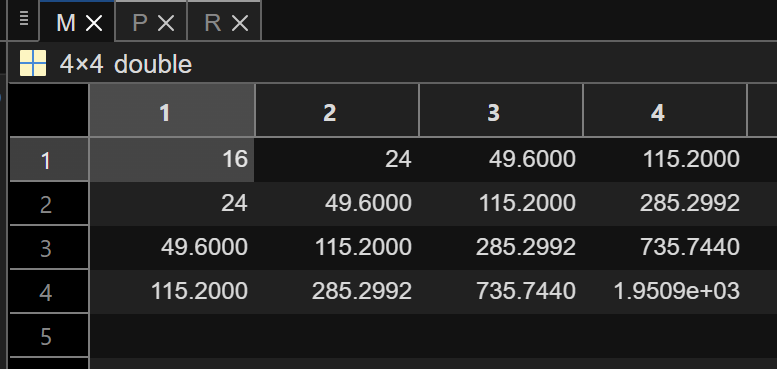 M P R
4×4 double
1 2 3 4
1 16 24 49.6000 115.2000
2 24 49.6000 115.2000 285.2992
3 49.6000 115.2000 285.2992 735.7440
4 115.2000 285.2992 735.7440 1.9509e+03
5